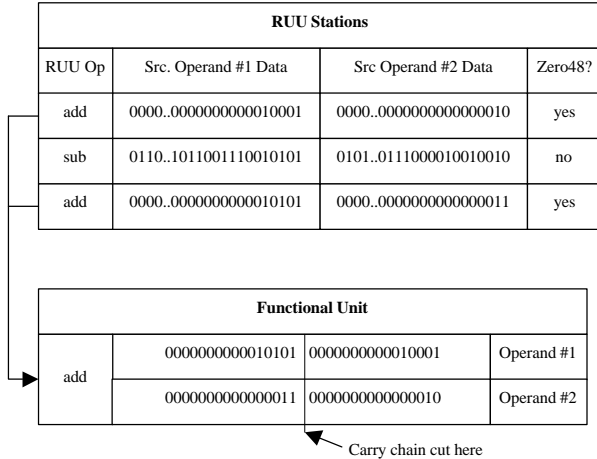 RUU Stations
RUU Op Src. Operand #1 Data Src Operand #2 Data Zero48?
add 0000..0000000000010001 0000..0000000000000010 yes
sub 0110..1011001110010101 0101..0111000010010010 no
add 0000..0000000000010101 0000..0000000000000011 yes
Functional Unit
add
0000000000010101 0000000000010001 Operand #1
0000000000000011 0000000000000010 Operand #2
Carry chain cut here